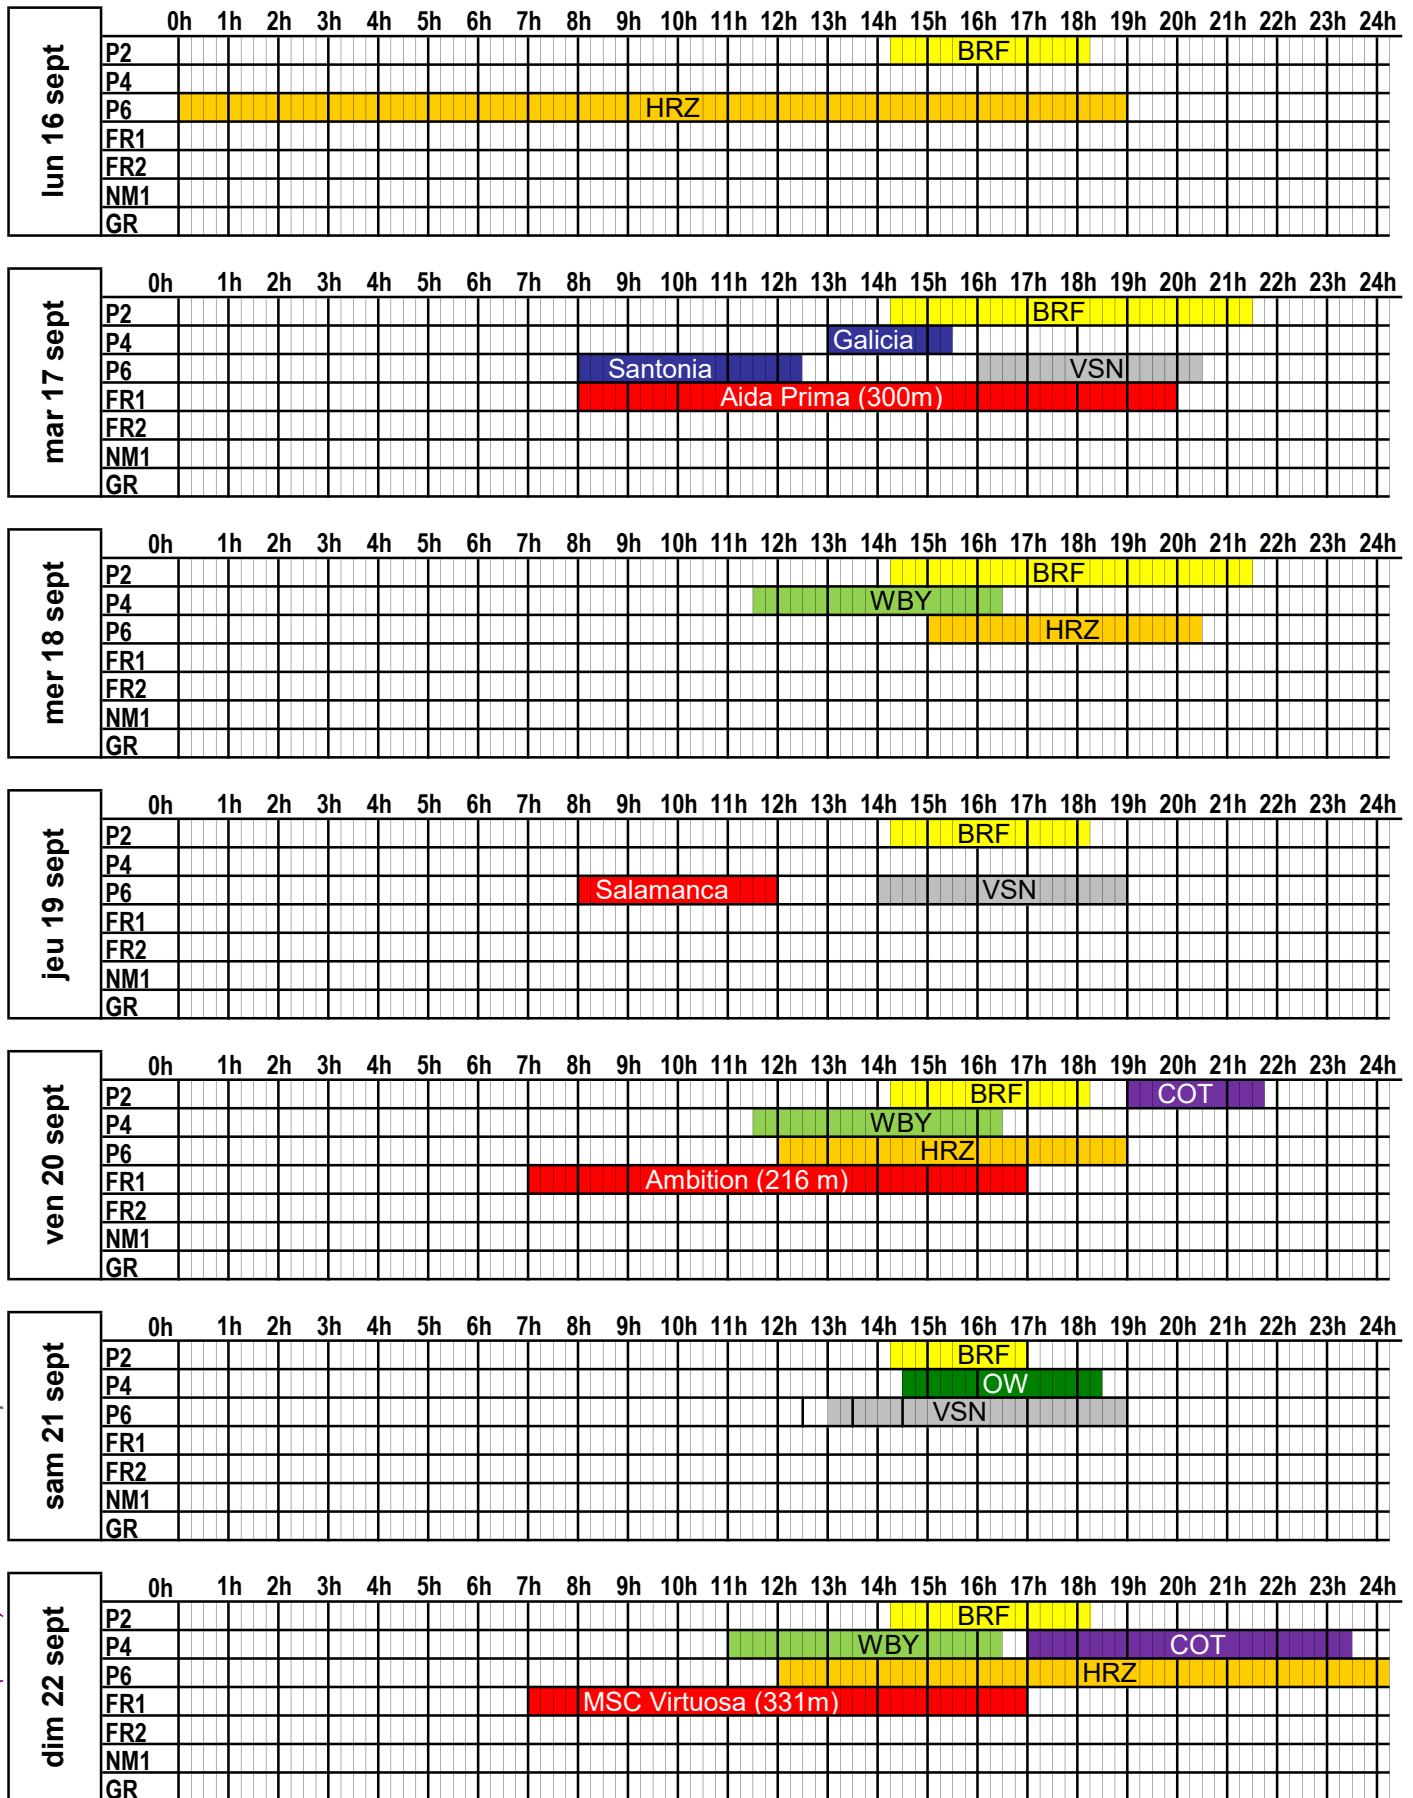 0h 1h 2h 3h 4h 5h 6h 7h 8h 9h 10h 11h 12h 13h 14h 15h 16h 17h 18h 19h 20h 21h 22h 23h 24h
lun 16 sept
P2 BRF
P4
P6 HRZ
FR1
FR2
NM1
GR
0h 1h 2h 3h 4h 5h 6h 7h 8h 9h 10h 11h 12h 13h 14h 15h 16h 17h 18h 19h 20h 21h 22h 23h 24h
mar 17 sept
P2 BRF
P4 Galicia
P6 Santonia VSN
FR1 Aida Prima (300m)
FR2
NM1
GR
0h 1h 2h 3h 4h 5h 6h 7h 8h 9h 10h 11h 12h 13h 14h 15h 16h 17h 18h 19h 20h 21h 22h 23h 24h
mer 18 sept
P2 BRF
P4 WBY
P6 HRZ
FR1
FR2
NM1
GR
0h 1h 2h 3h 4h 5h 6h 7h 8h 9h 10h 11h 12h 13h 14h 15h 16h 17h 18h 19h 20h 21h 22h 23h 24h
jeu 19 sept
P2 BRF
P4
P6 Salamanca VSN
FR1
FR2
NM1
GR
0h 1h 2h 3h 4h 5h 6h 7h 8h 9h 10h 11h 12h 13h 14h 15h 16h 17h 18h 19h 20h 21h 22h 23h 24h
ven 20 sept
P2 BRF COT
P4 WBY
P6 HRZ
FR1 Ambition (216 m)
FR2
NM1
GR
0h 1h 2h 3h 4h 5h 6h 7h 8h 9h 10h 11h 12h 13h 14h 15h 16h 17h 18h 19h 20h 21h 22h 23h 24h
sam 21 sept
P2 BRF
P4 OW
P6 VSN
FR1
FR2
NM1
GR
0h 1h 2h 3h 4h 5h 6h 7h 8h 9h 10h 11h 12h 13h 14h 15h 16h 17h 18h 19h 20h 21h 22h 23h 24h
dim 22 sept
P2 BRF
P4 WBY COT
P6 HRZ
FR1 MSC Virtuosa (331m)
FR2
NM1
GR